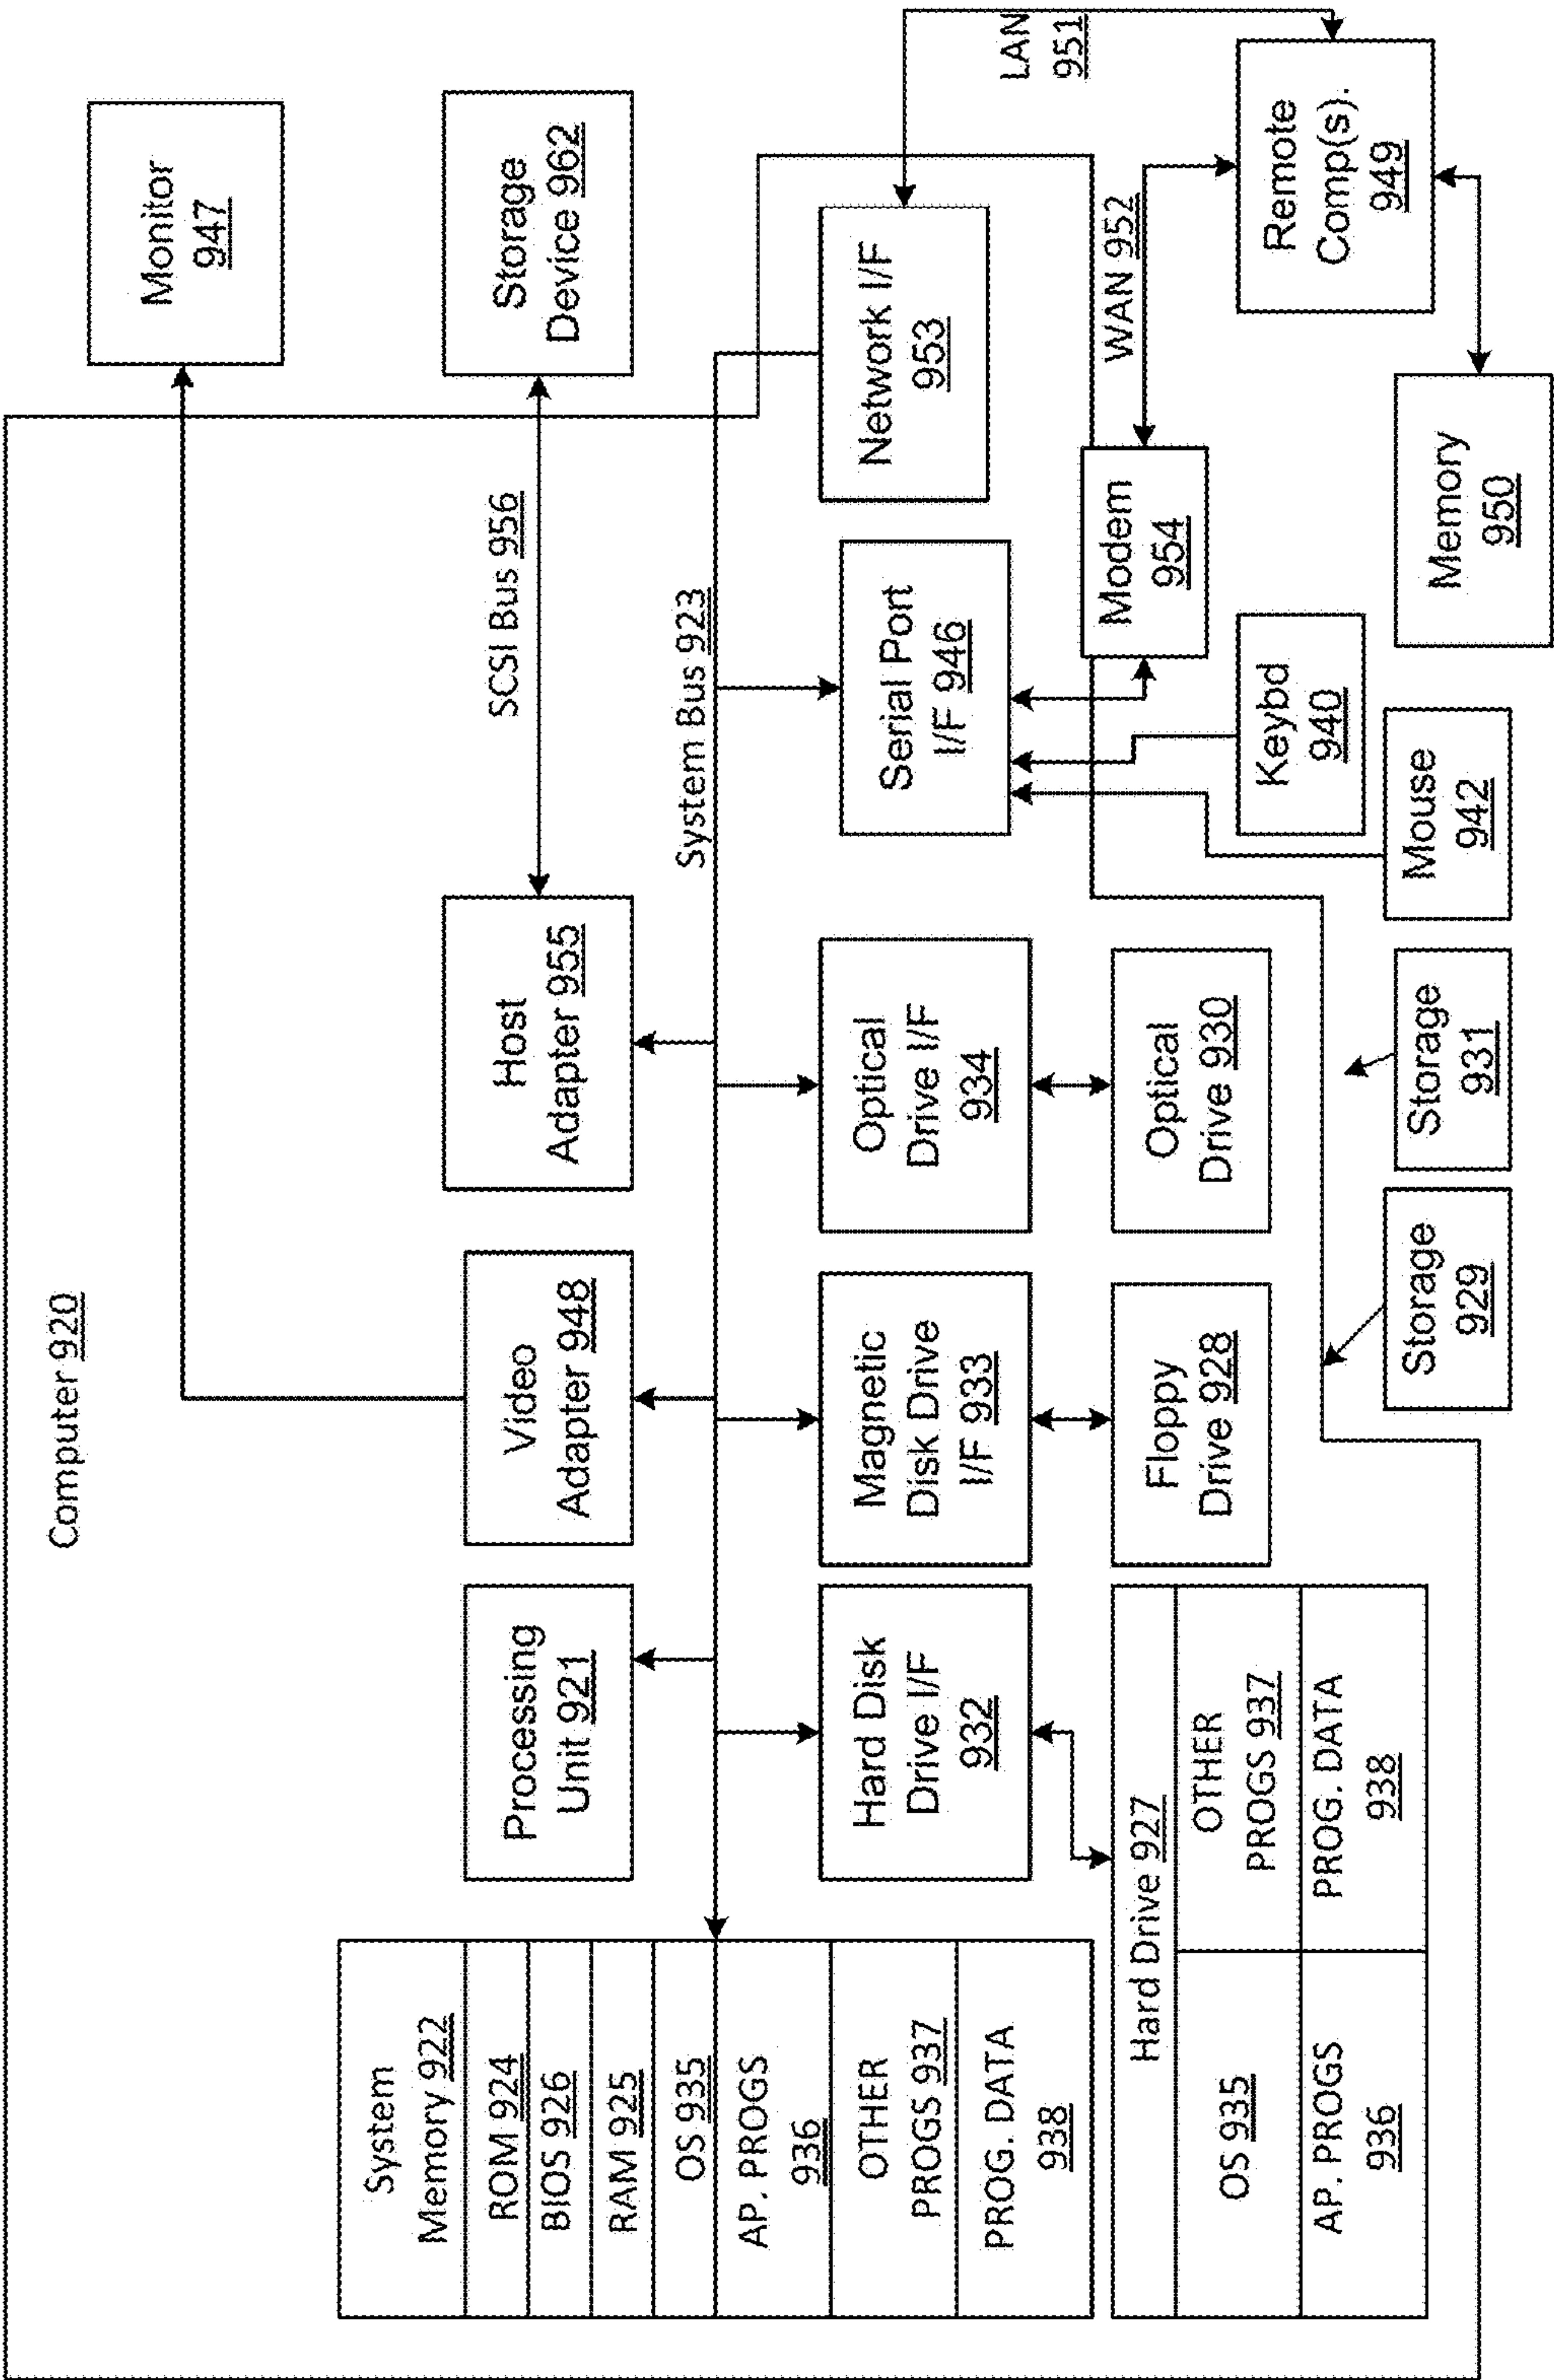 Computer 920
Monitor
947
System
Memory 922
ROM 924
BIOS 926
RAM 925
OS 935
AP. PROGS
936
OTHER
PROGS 937
PROG. DATA
938
Processing
Unit 921
Video
Adapter 948
Host
Adapter 955
SCSI Bus 956
Storage
Device 962
System Bus 923
Hard Disk
Drive I/F
932
Magnetic
Disk Drive
I/F 933
Optical
Drive I/F
934
Serial Port
I/F 946
Network I/F
953
LAN
951
Hard Drive 927
OS 935
OTHER
PROGS 937
AP. PROGS
936
PROG. DATA
938
Floppy
Drive 928
Optical
Drive 930
Modem
954
WAN 952
Storage
929
Storage
931
Mouse
942
Keybd
940
Remote
Comp(s).
949
Memory
950